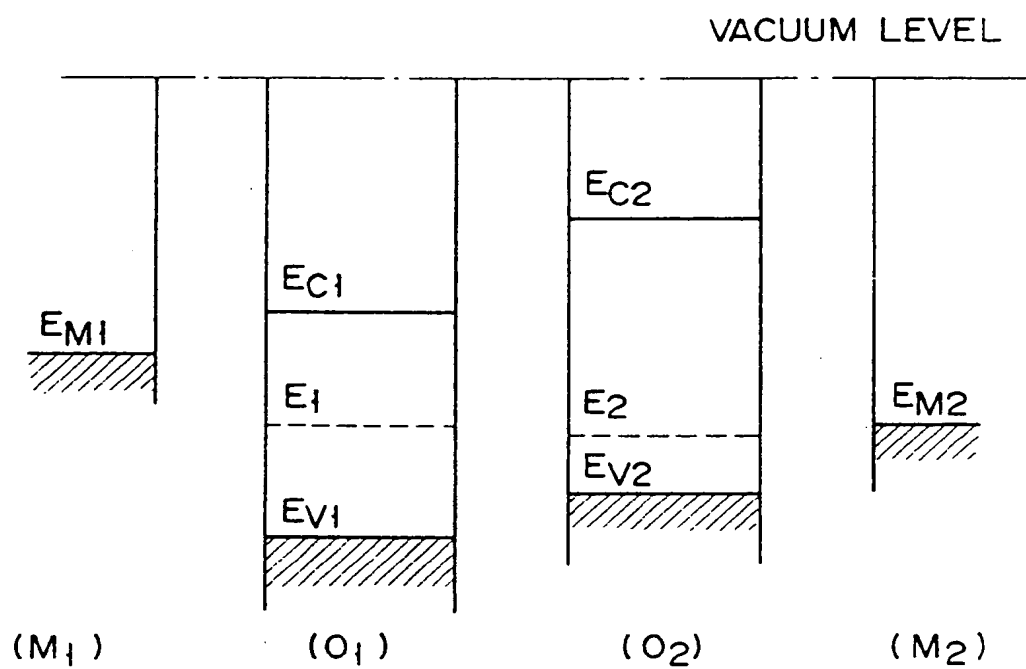 VACUUM LEVEL
EC2
EC1
EM1
E1
E2
EM2
EV2
EV1
(M1)
(O1)
(O2)
(M2)